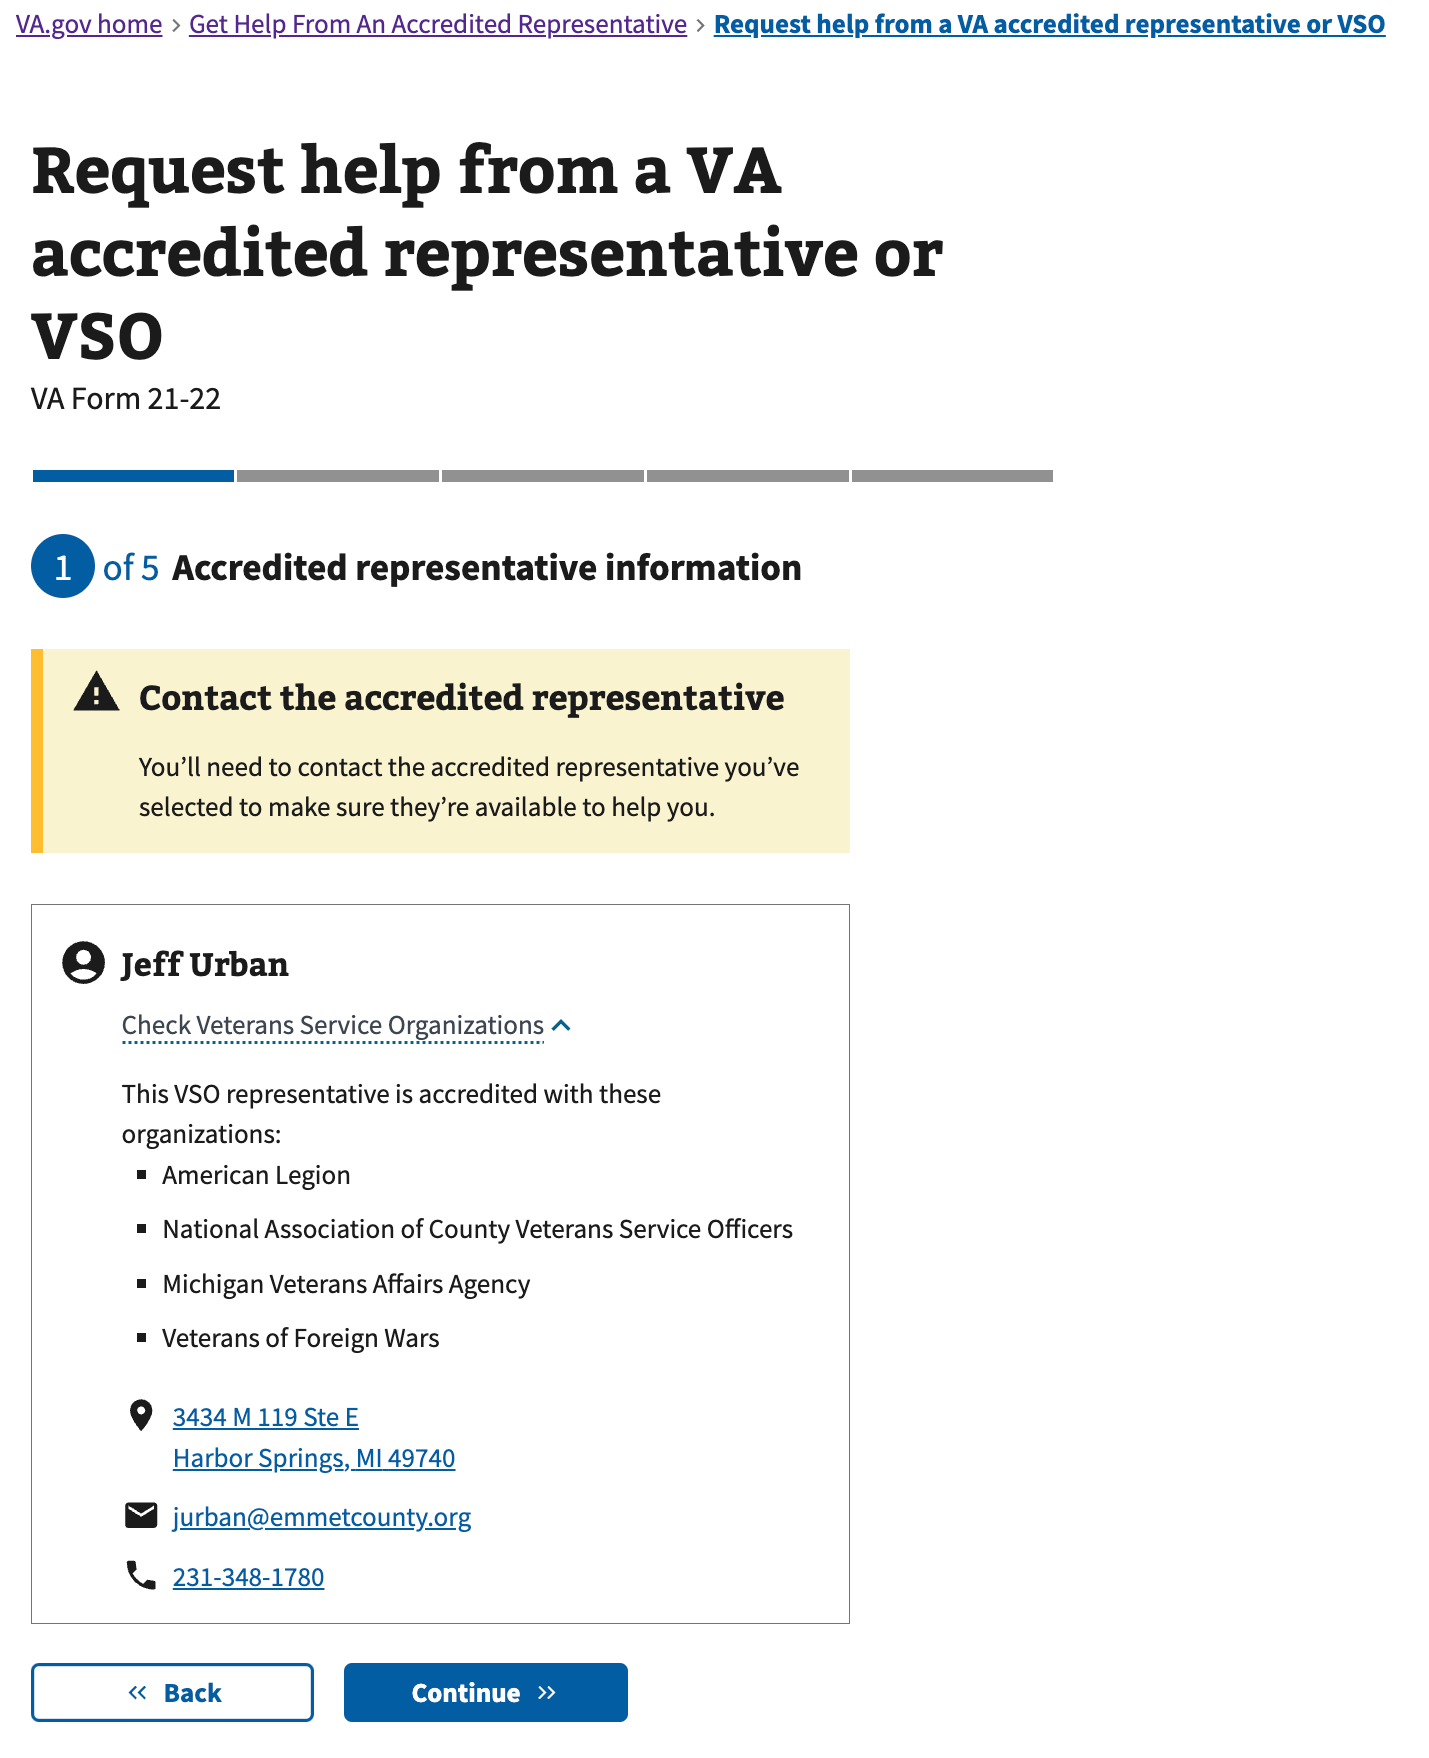 VA.gov home > Get Help From An Accredited Representative > Request help from a VA accredited representative or VSO
Request help from a VA
accredited representative or
VSO
VA Form 21-22
1 of 5 Accredited representative information
Contact the accredited representative
You’ll need to contact the accredited representative you’ve
selected to make sure they’re available to help you.
Jeff Urban
Check Veterans Service Organizations
This VSO representative is accredited with these
organizations:
American Legion
National Association of County Veterans Service Officers
Michigan Veterans Affairs Agency
Veterans of Foreign Wars
3434 M 119 Ste E
Harbor Springs, MI 49740
jurban@emmetcounty.org
231-348-1780
Back
Continue